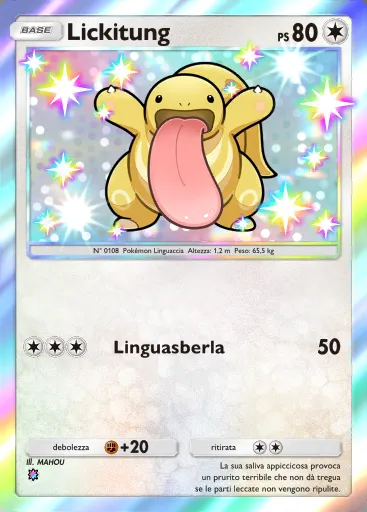 BASE Lickitung PS 80
N° 0108 Pokémon Linguaccia Altezza: 1.2 m Peso: 65,5 kg
Linguasberla 50
debolezza +20 ritirata
Ill. MAHOU
La sua saliva appiccicosa provoca
un prurito terribile che non dà tregua
se le parti leccate non vengono ripulite.